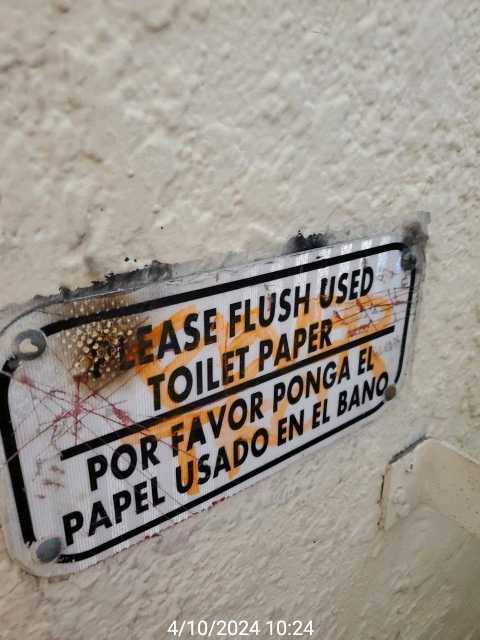 PLEASE FLUSH USED
TOILET PAPER
POR FAVOR PONGA EL
PAPEL USADO EN EL BANO
4/10/2024 10:24